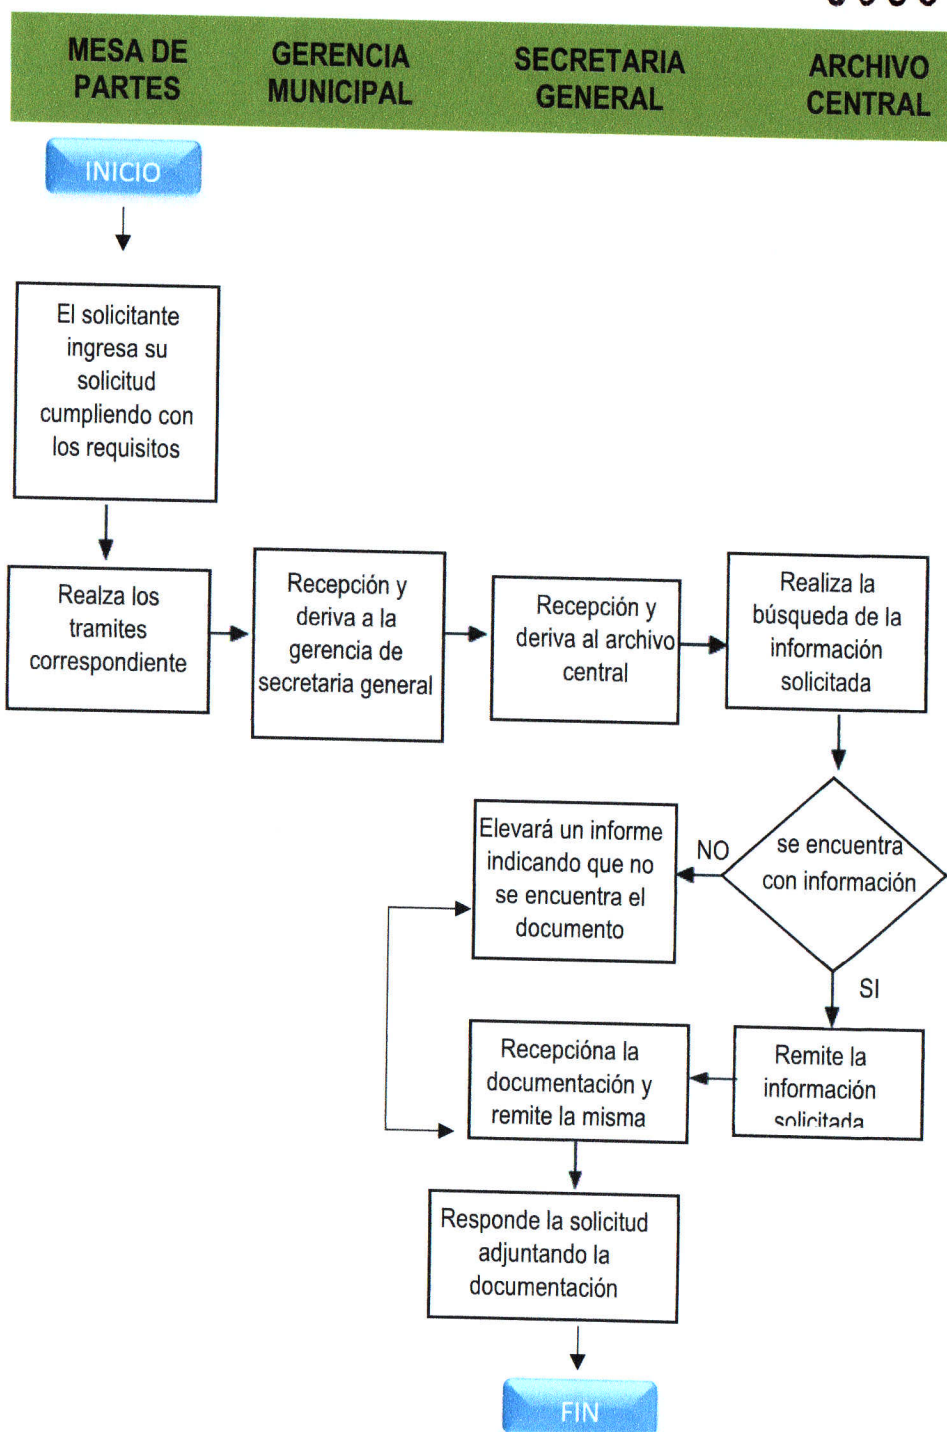 MESA DE
PARTES
GERENCIA
MUNICIPAL
SECRETARIA
GENERAL
ARCHIVO
CENTRAL
INICIO
El solicitante
ingresa su
solicitud
cumpliendo con
los requisitos
Realza los
tramites
correspondiente
Recepción y
deriva a la
gerencia de
secretaria general
Recepción y
deriva al archivo
central
Realiza la
búsqueda de la
información
solicitada
se encuentra
con información
NO
Elevará un informe
indicando que no
se encuentra el
documento
SI
Remite la
información
solicitada
Recepcióna la
documentación y
remite la misma
Responde la solicitud
adjuntando la
documentación
FIN